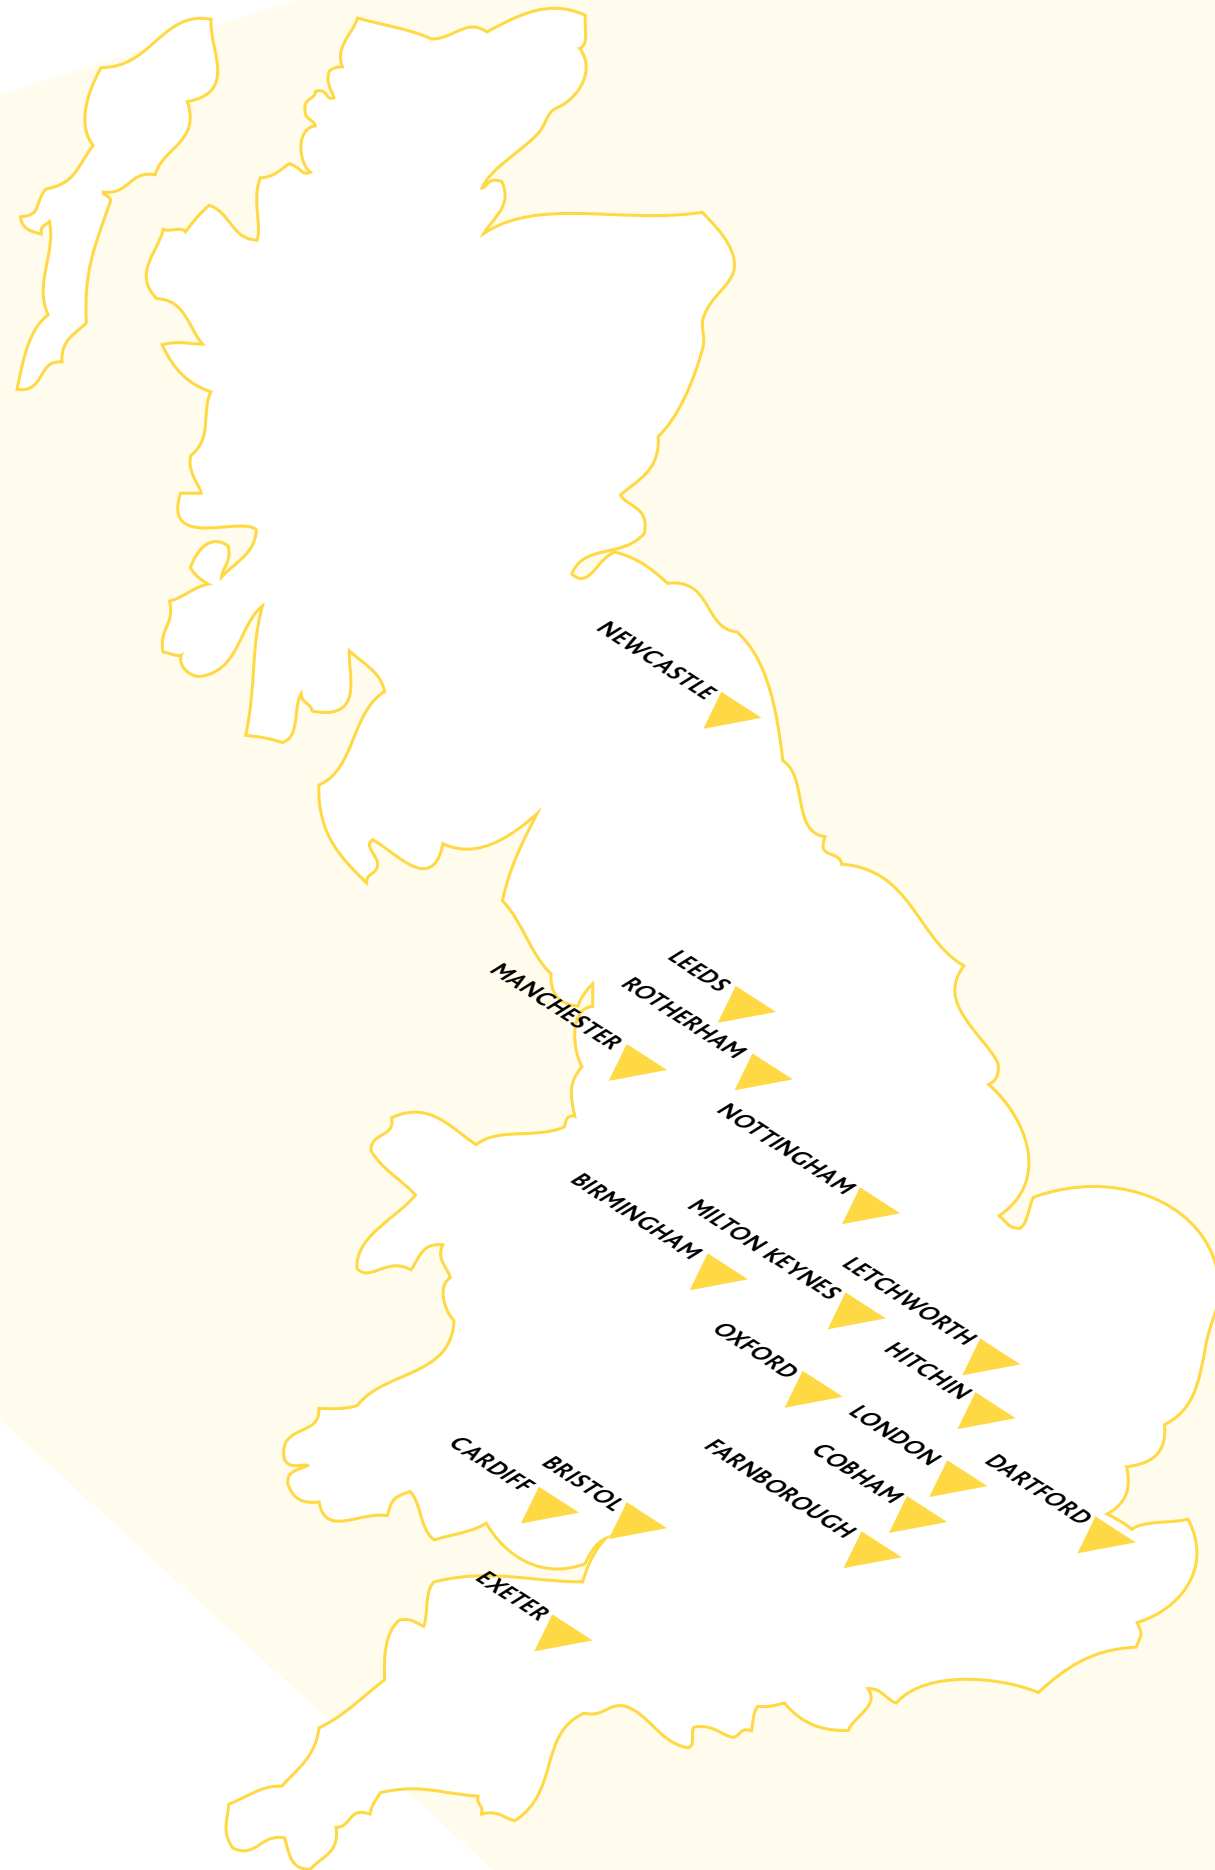 NEWCASTLE
LEEDS
MANCHESTER
ROTHERHAM
NOTTINGHAM
BIRMINGHAM
MILTON KEYNES
LETCHWORTH
OXFORD
HITCHIN
LONDON
CARDIFF
BRISTOL
FARNBOROUGH
COBHAM
DARTFORD
EXETER